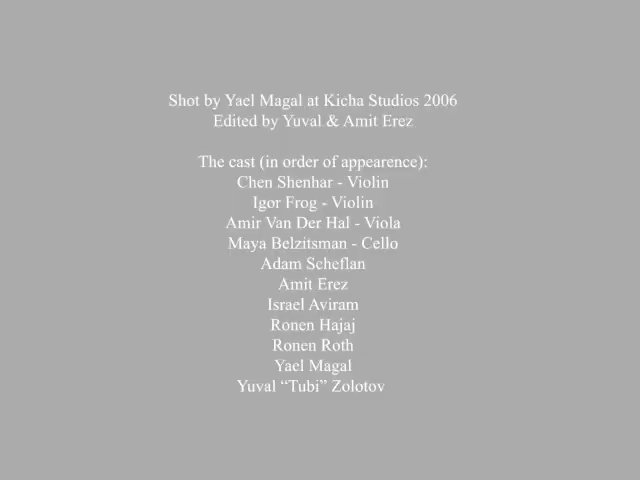 Shot by Yael Magal at Kicha Studios 2006
Edited by Yuval & Amit Erez
The cast (in order of appearence):
Chen Shenhar - Violin
Igor Frog - Violin
Amir Van Der Hal - Viola
Maya Belzitsman - Cello
Adam Scheflan
Amit Erez
Israel Aviram
Ronen Hajaj
Ronen Roth
Yael Magal
Yuval “Tubi” Zolotov